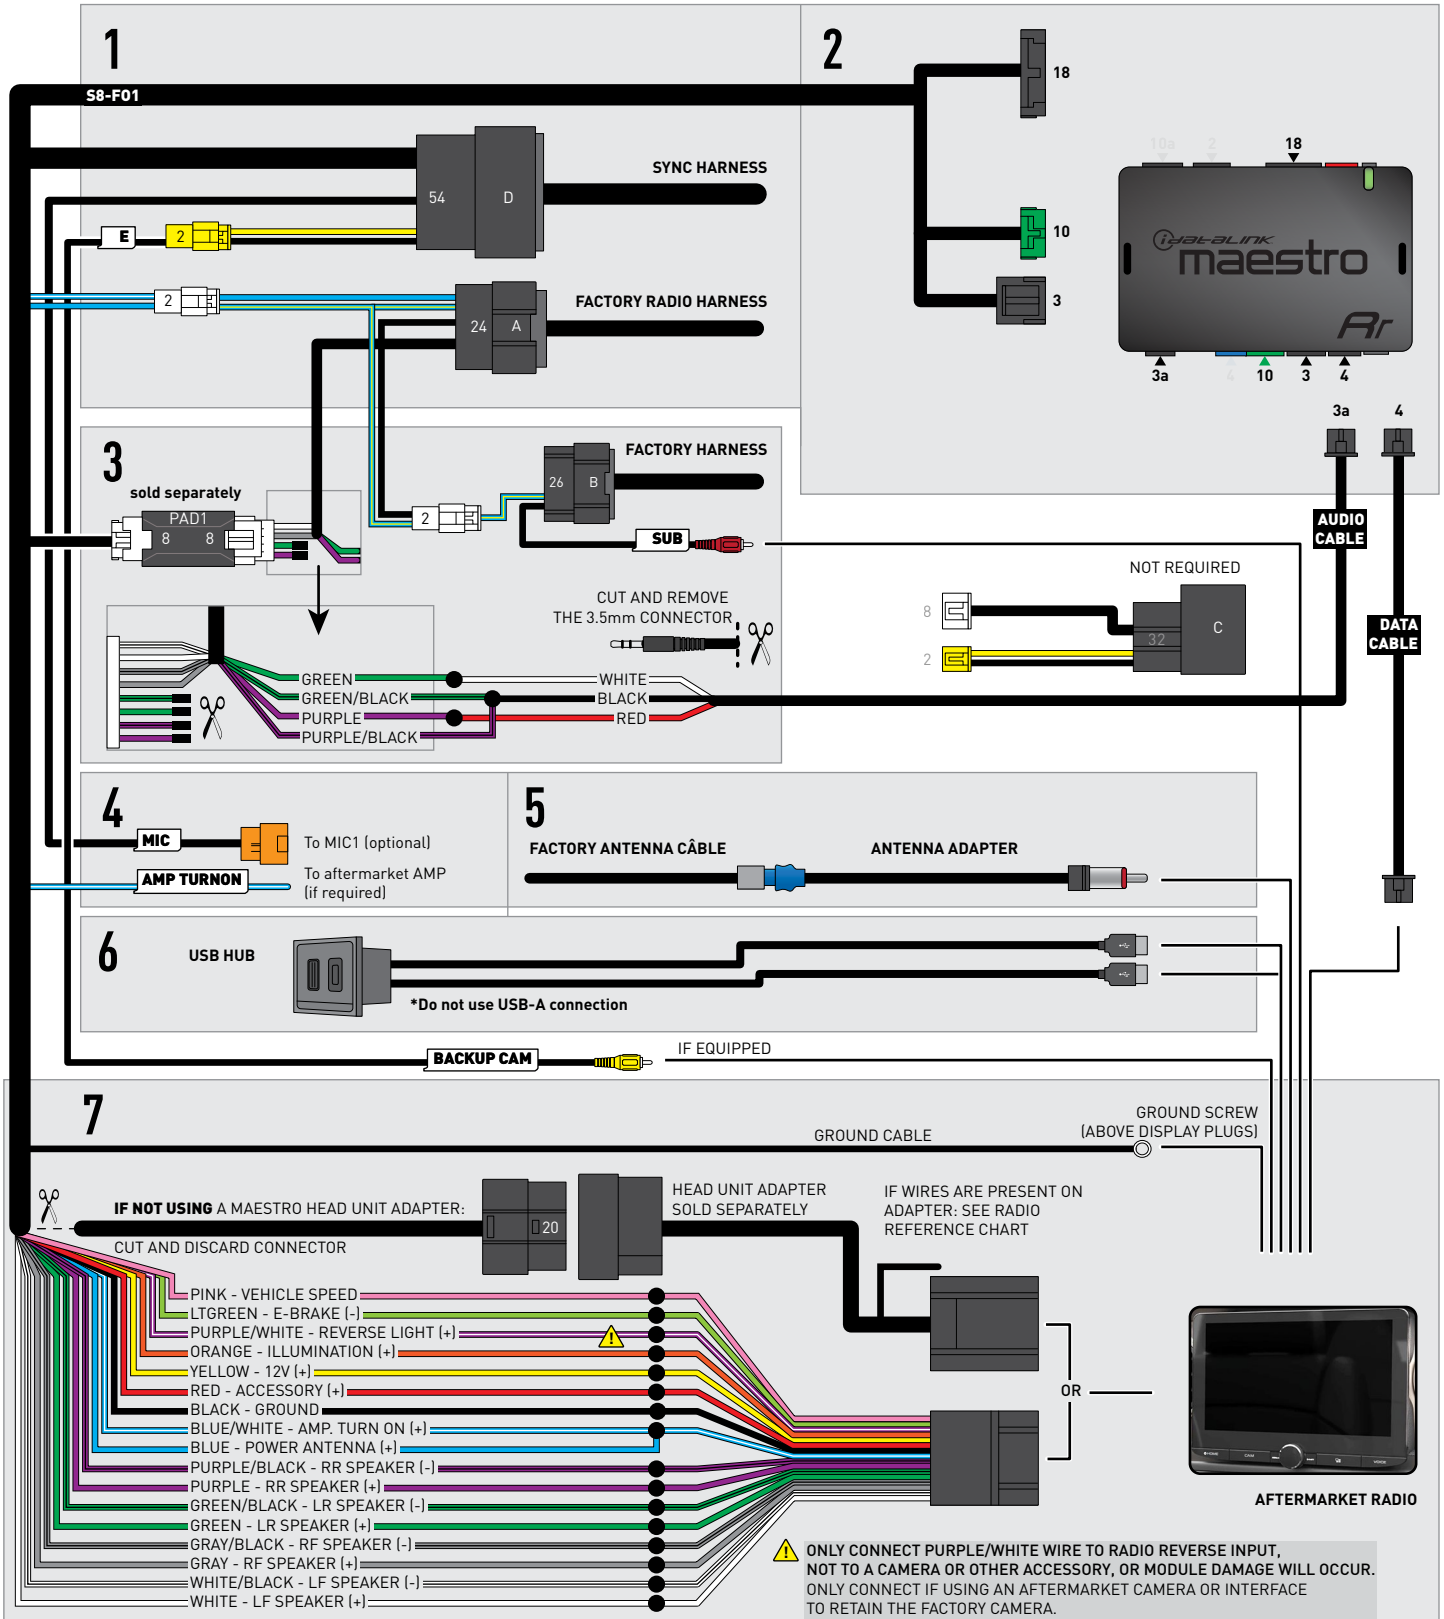 1
S8-F01
54
D
SYNC HARNESS
E
2
2
24
A
FACTORY RADIO HARNESS
2
18
10
3
10a
2
18
idatalink
maestro
Rr
3a
4
10
3
4
3a
4
AUDIO
CABLE
DATA
CABLE
3
sold separately
PAD1
8
8
2
26
B
FACTORY HARNESS
SUB
CUT AND REMOVE
THE 3.5mm CONNECTOR
GREEN
GREEN/BLACK
PURPLE
PURPLE/BLACK
WHITE
BLACK
RED
NOT REQUIRED
8
2
32
C
4
MIC
To MIC1 (optional)
AMP TURNON
To aftermarket AMP
(if required)
5
FACTORY ANTENNA CÂBLE
ANTENNA ADAPTER
6
USB HUB
*Do not use USB-A connection
BACKUP CAM
IF EQUIPPED
7
GROUND CABLE
GROUND SCREW
(ABOVE DISPLAY PLUGS)
IF NOT USING A MAESTRO HEAD UNIT ADAPTER:
CUT AND DISCARD CONNECTOR
20
HEAD UNIT ADAPTER
SOLD SEPARATELY
IF WIRES ARE PRESENT ON
ADAPTER: SEE RADIO
REFERENCE CHART
PINK - VEHICLE SPEED
LTGREEN - E-BRAKE (-)
PURPLE/WHITE - REVERSE LIGHT (+)
ORANGE - ILLUMINATION (+)
YELLOW - 12V (+)
RED - ACCESSORY (+)
BLACK - GROUND
BLUE/WHITE - AMP. TURN ON (+)
BLUE - POWER ANTENNA (+)
PURPLE/BLACK - RR SPEAKER (-)
PURPLE - RR SPEAKER (+)
GREEN/BLACK - LR SPEAKER (-)
GREEN - LR SPEAKER (+)
GRAY/BLACK - RF SPEAKER (-)
GRAY - RF SPEAKER (+)
WHITE/BLACK - LF SPEAKER (-)
WHITE - LF SPEAKER (+)
OR
HOME
CAM
VOICE
AFTERMARKET RADIO
ONLY CONNECT PURPLE/WHITE WIRE TO RADIO REVERSE INPUT,
NOT TO A CAMERA OR OTHER ACCESSORY, OR MODULE DAMAGE WILL OCCUR.
ONLY CONNECT IF USING AN AFTERMARKET CAMERA OR INTERFACE
TO RETAIN THE FACTORY CAMERA.